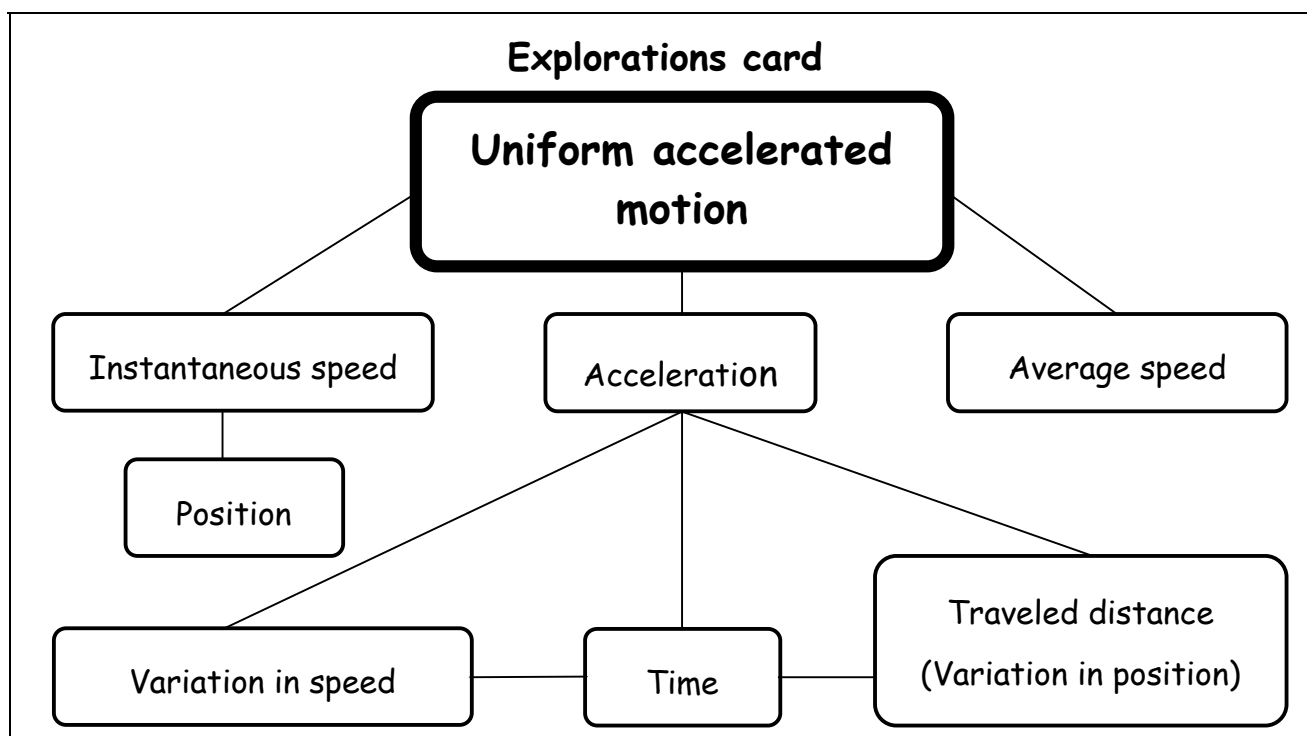 Explorations card
Uniform accelerated
motion
Instantaneous speed
Acceleration
Average speed
Position
Variation in speed
Time
Traveled distance
(Variation in position)